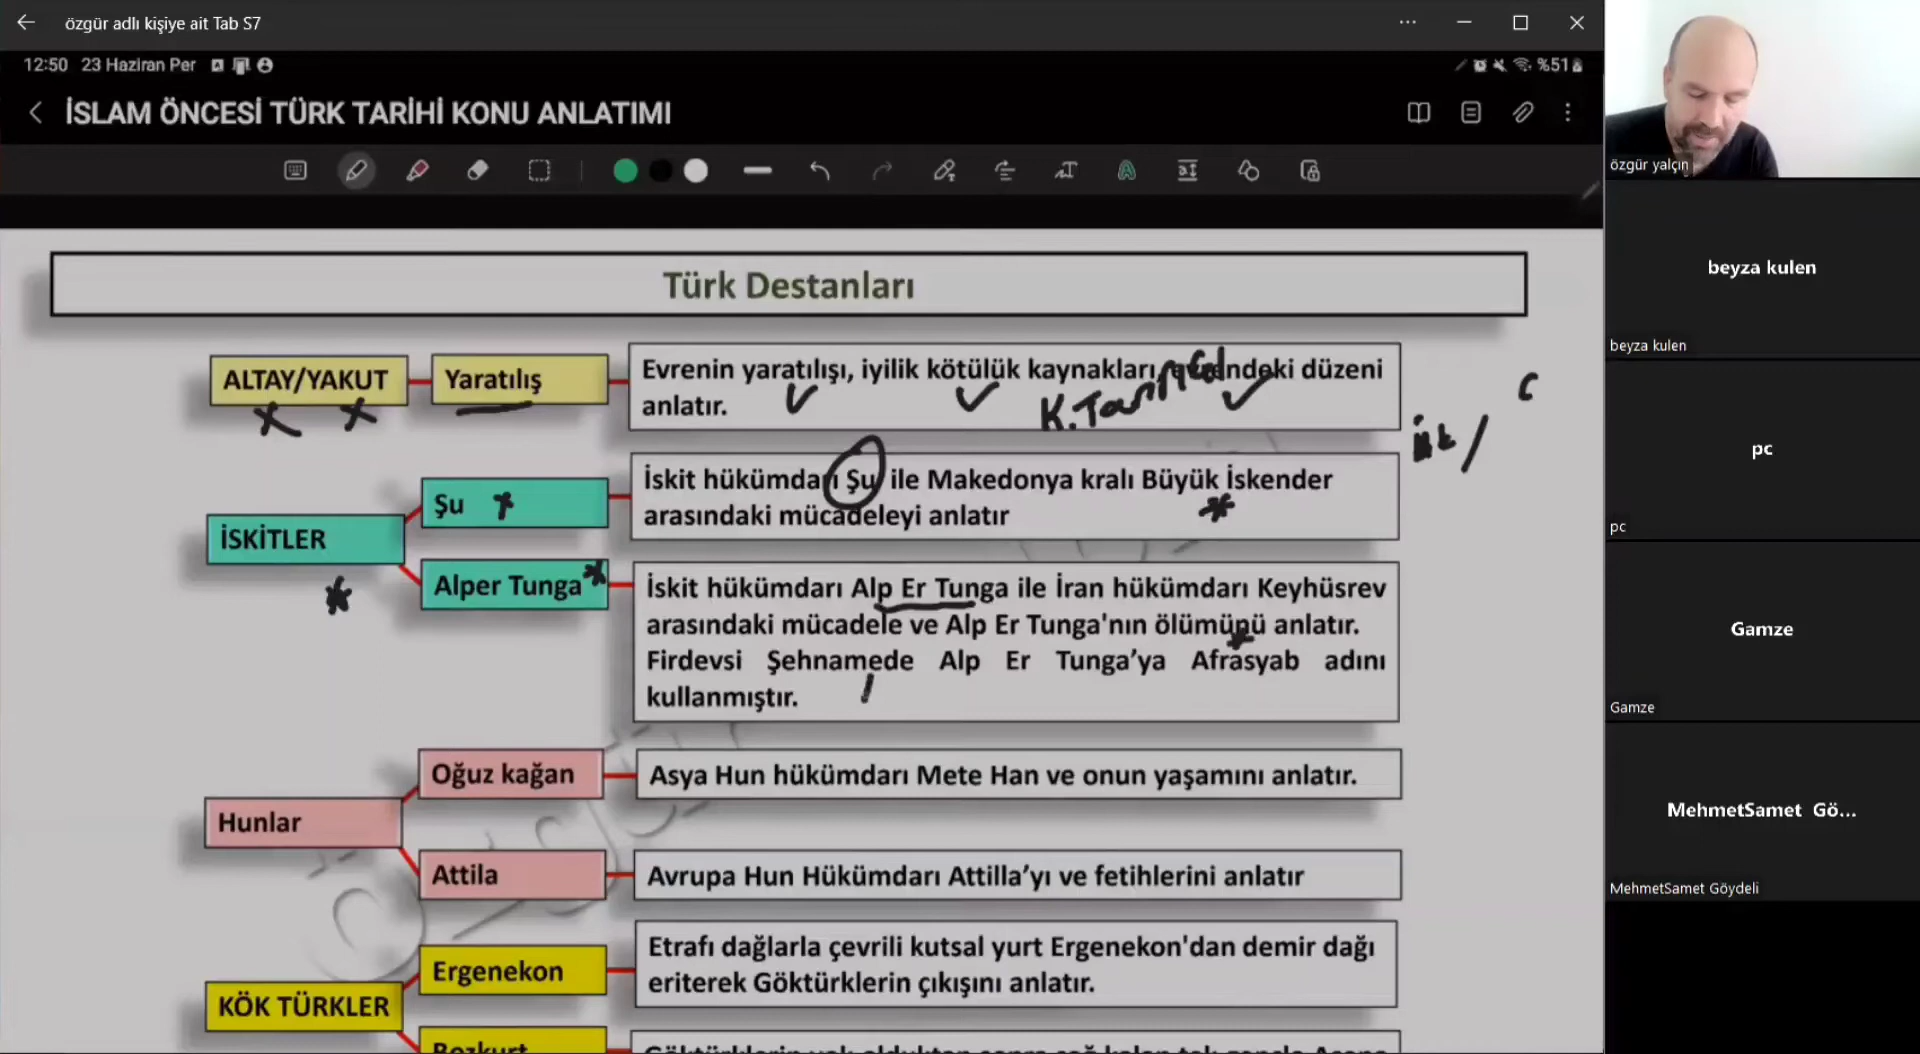 özgür adlı kişiye ait Tab S7
12:50 23 Haziran Per
%51
İSLAM ÖNCESİ TÜRK TARİHİ KONU ANLATIMI
Türk Destanları
ALTAY/YAKUT
Yaratılış
Evrenin yaratılışı, iyilik kötülük kaynakları, evrendeki düzeni
anlatır.
İSKİTLER
Şu
İskit hükümdarı Şu ile Makedonya kralı Büyük İskender
arasındaki mücadeleyi anlatır
Alper Tunga
İskit hükümdarı Alp Er Tunga ile İran hükümdarı Keyhüsrev
arasındaki mücadele ve Alp Er Tunga'nın ölümünü anlatır.
Firdevsi Şehnamede Alp Er Tunga’ya Afrasyab adını
kullanmıştır.
Hunlar
Oğuz kağan
Asya Hun hükümdarı Mete Han ve onun yaşamını anlatır.
Attila
Avrupa Hun Hükümdarı Attilla’yı ve fetihlerini anlatır
KÖK TÜRKLER
Ergenekon
Etrafı dağlarla çevrili kutsal yurt Ergenekon'dan demir dağı
eriterek Göktürklerin çıkışını anlatır.
Bozkurt
özgür yalçın
beyza kulen
beyza kulen
pc
pc
Gamze
Gamze
MehmetSamet Gö...
MehmetSamet Göydeli